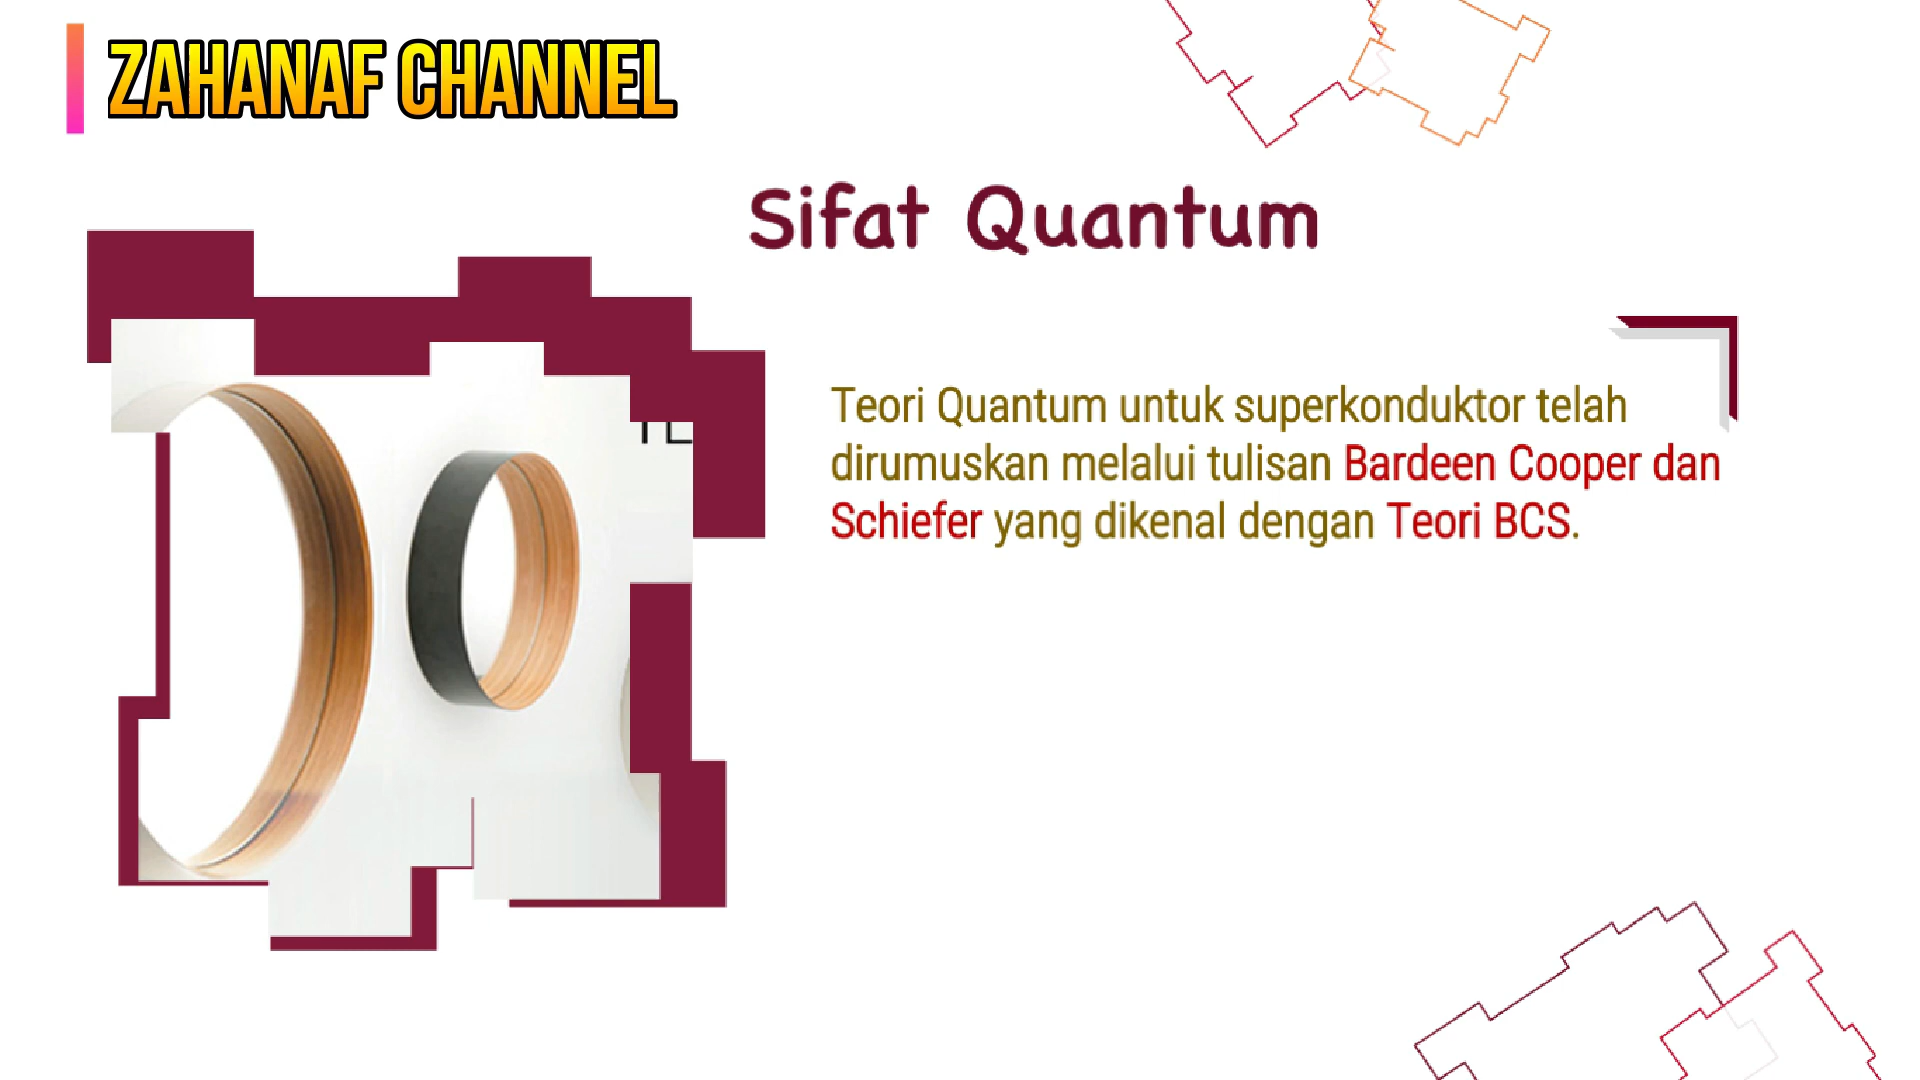 ZAHANAF CHANNEL
Sifat Quantum
Teori Quantum untuk superkonduktor telah
dirumuskan melalui tulisan Bardeen Cooper dan
Schiefer yang dikenal dengan Teori BCS.